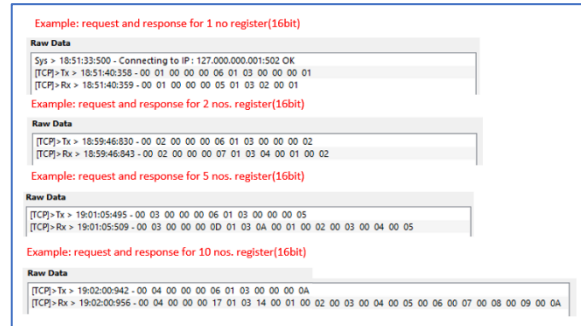 Example: request and response for 1 no register(16bit)
Raw Data
Sys > 18:51:33:500 - Connecting to IP : 127.000.000.001:502 OK
[TCP]>Tx > 18:51:40:358 - 00 01 00 00 00 06 01 03 00 00 00 01
[TCP]>Rx > 18:51:40:359 - 00 01 00 00 00 05 01 03 02 00 01
Example: request and response for 2 nos. register(16bit)
Raw Data
[TCP]>Tx > 18:59:46:830 - 00 02 00 00 00 06 01 03 00 00 00 02
[TCP]>Rx > 18:59:46:843 - 00 02 00 00 00 07 01 03 04 00 01 00 02
Example: request and response for 5 nos. register(16bit)
Raw Data
[TCP]>Tx > 19:01:05:495 - 00 03 00 00 00 06 01 03 00 00 00 05
[TCP]>Rx > 19:01:05:509 - 00 03 00 00 00 0D 01 03 0A 00 01 00 02 00 03 00 04 00 05
Example: request and response for 10 nos. register(16bit)
Raw Data
[TCP]>Tx > 19:02:00:942 - 00 04 00 00 00 06 01 03 00 00 00 0A
[TCP]>Rx > 19:02:00:956 - 00 04 00 00 00 17 01 03 14 00 01 00 02 00 03 00 04 00 05 00 06 00 07 00 08 00 09 00 0A